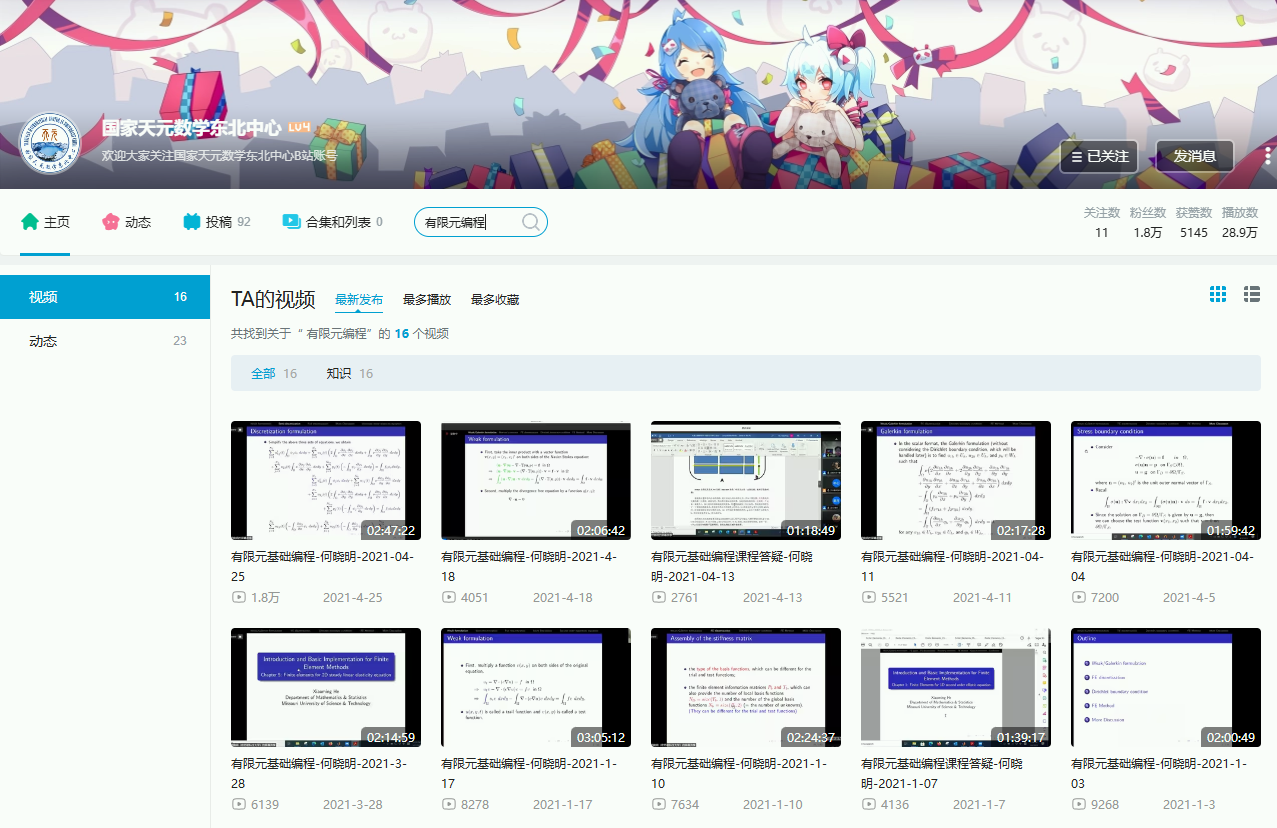 国家天元数学东北中心 LV4
欢迎大家关注国家天元数学东北中心B站账号
已关注
发消息
主页
动态
投稿 92
合集和列表 0
有限元编程
关注数 粉丝数 获赞数 播放数
11 1.8万 5145 28.9万
视频 16
动态 23
TA的视频 最新发布 最多播放 最多收藏
共找到关于“ 有限元编程”的 16 个视频
全部 16 知识 16
Discretization formulation
02:47:22
有限元基础编程-何晓明-2021-04-
25
1.8万 2021-4-25
Weak formulation
02:06:42
有限元基础编程-何晓明-2021-4-
18
4051 2021-4-18
01:18:49
有限元基础编程课程答疑-何晓
明-2021-04-13
2761 2021-4-13
Galerkin formulation
02:17:28
有限元基础编程-何晓明-2021-04-
11
5521 2021-4-11
Stress boundary condition
Consider
Recall
01:59:42
有限元基础编程-何晓明-2021-04-
04
7200 2021-4-5
Introduction and Basic Implementation for Finite
Element Methods
Chapter 5: Finite elements for 2D steady linear elasticity equation
Xiaoming He
Department of Mathematics & Statistics
Missouri University of Science & Technology
02:14:59
有限元基础编程-何晓明-2021-3-
28
6139 2021-3-28
Weak formulation
03:05:12
有限元基础编程-何晓明-2021-1-
17
8278 2021-1-17
Assembly of the stiffness matrix
02:24:37
有限元基础编程-何晓明-2021-1-
10
7634 2021-1-10
Introduction and Basic Implementation for Finite
Element Methods
Xiaoming He
Department of Mathematics & Statistics
Missouri University of Science & Technology
01:39:17
有限元基础编程课程答疑-何晓
明-2021-1-07
4136 2021-1-7
Outline
Weak/Galerkin formulation
FE discretization
Dirichlet boundary condition
FE Method
More Discussion
02:00:49
有限元基础编程-何晓明-2021-1-
03
9268 2021-1-3